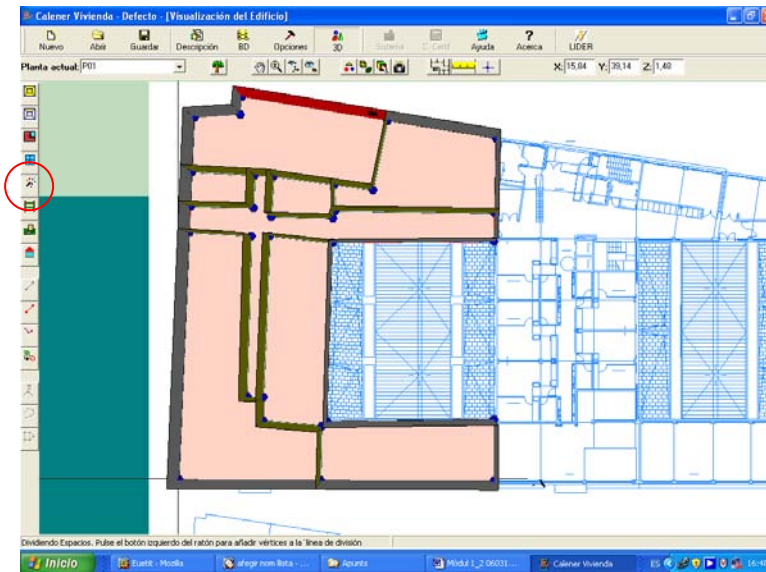 Calener Vivienda - Defecto - [Visualización del Edificio]
Nuevo Abrir Guardar Descripción BD Opciones 3D Sistema C. Certif Ayuda Acerca LIDER
Planta actual: P01 X: 15,84 Y: 39,14 Z: 1,48
Dividiendo Espacios. Pulse el botón izquierdo del ratón para añadir vértices a la línea de división
Inicio Euetit - Mozilla afegir nom llista - ... Apunts Mòdul 1_2 06031... Calener Vivienda ES 16:48